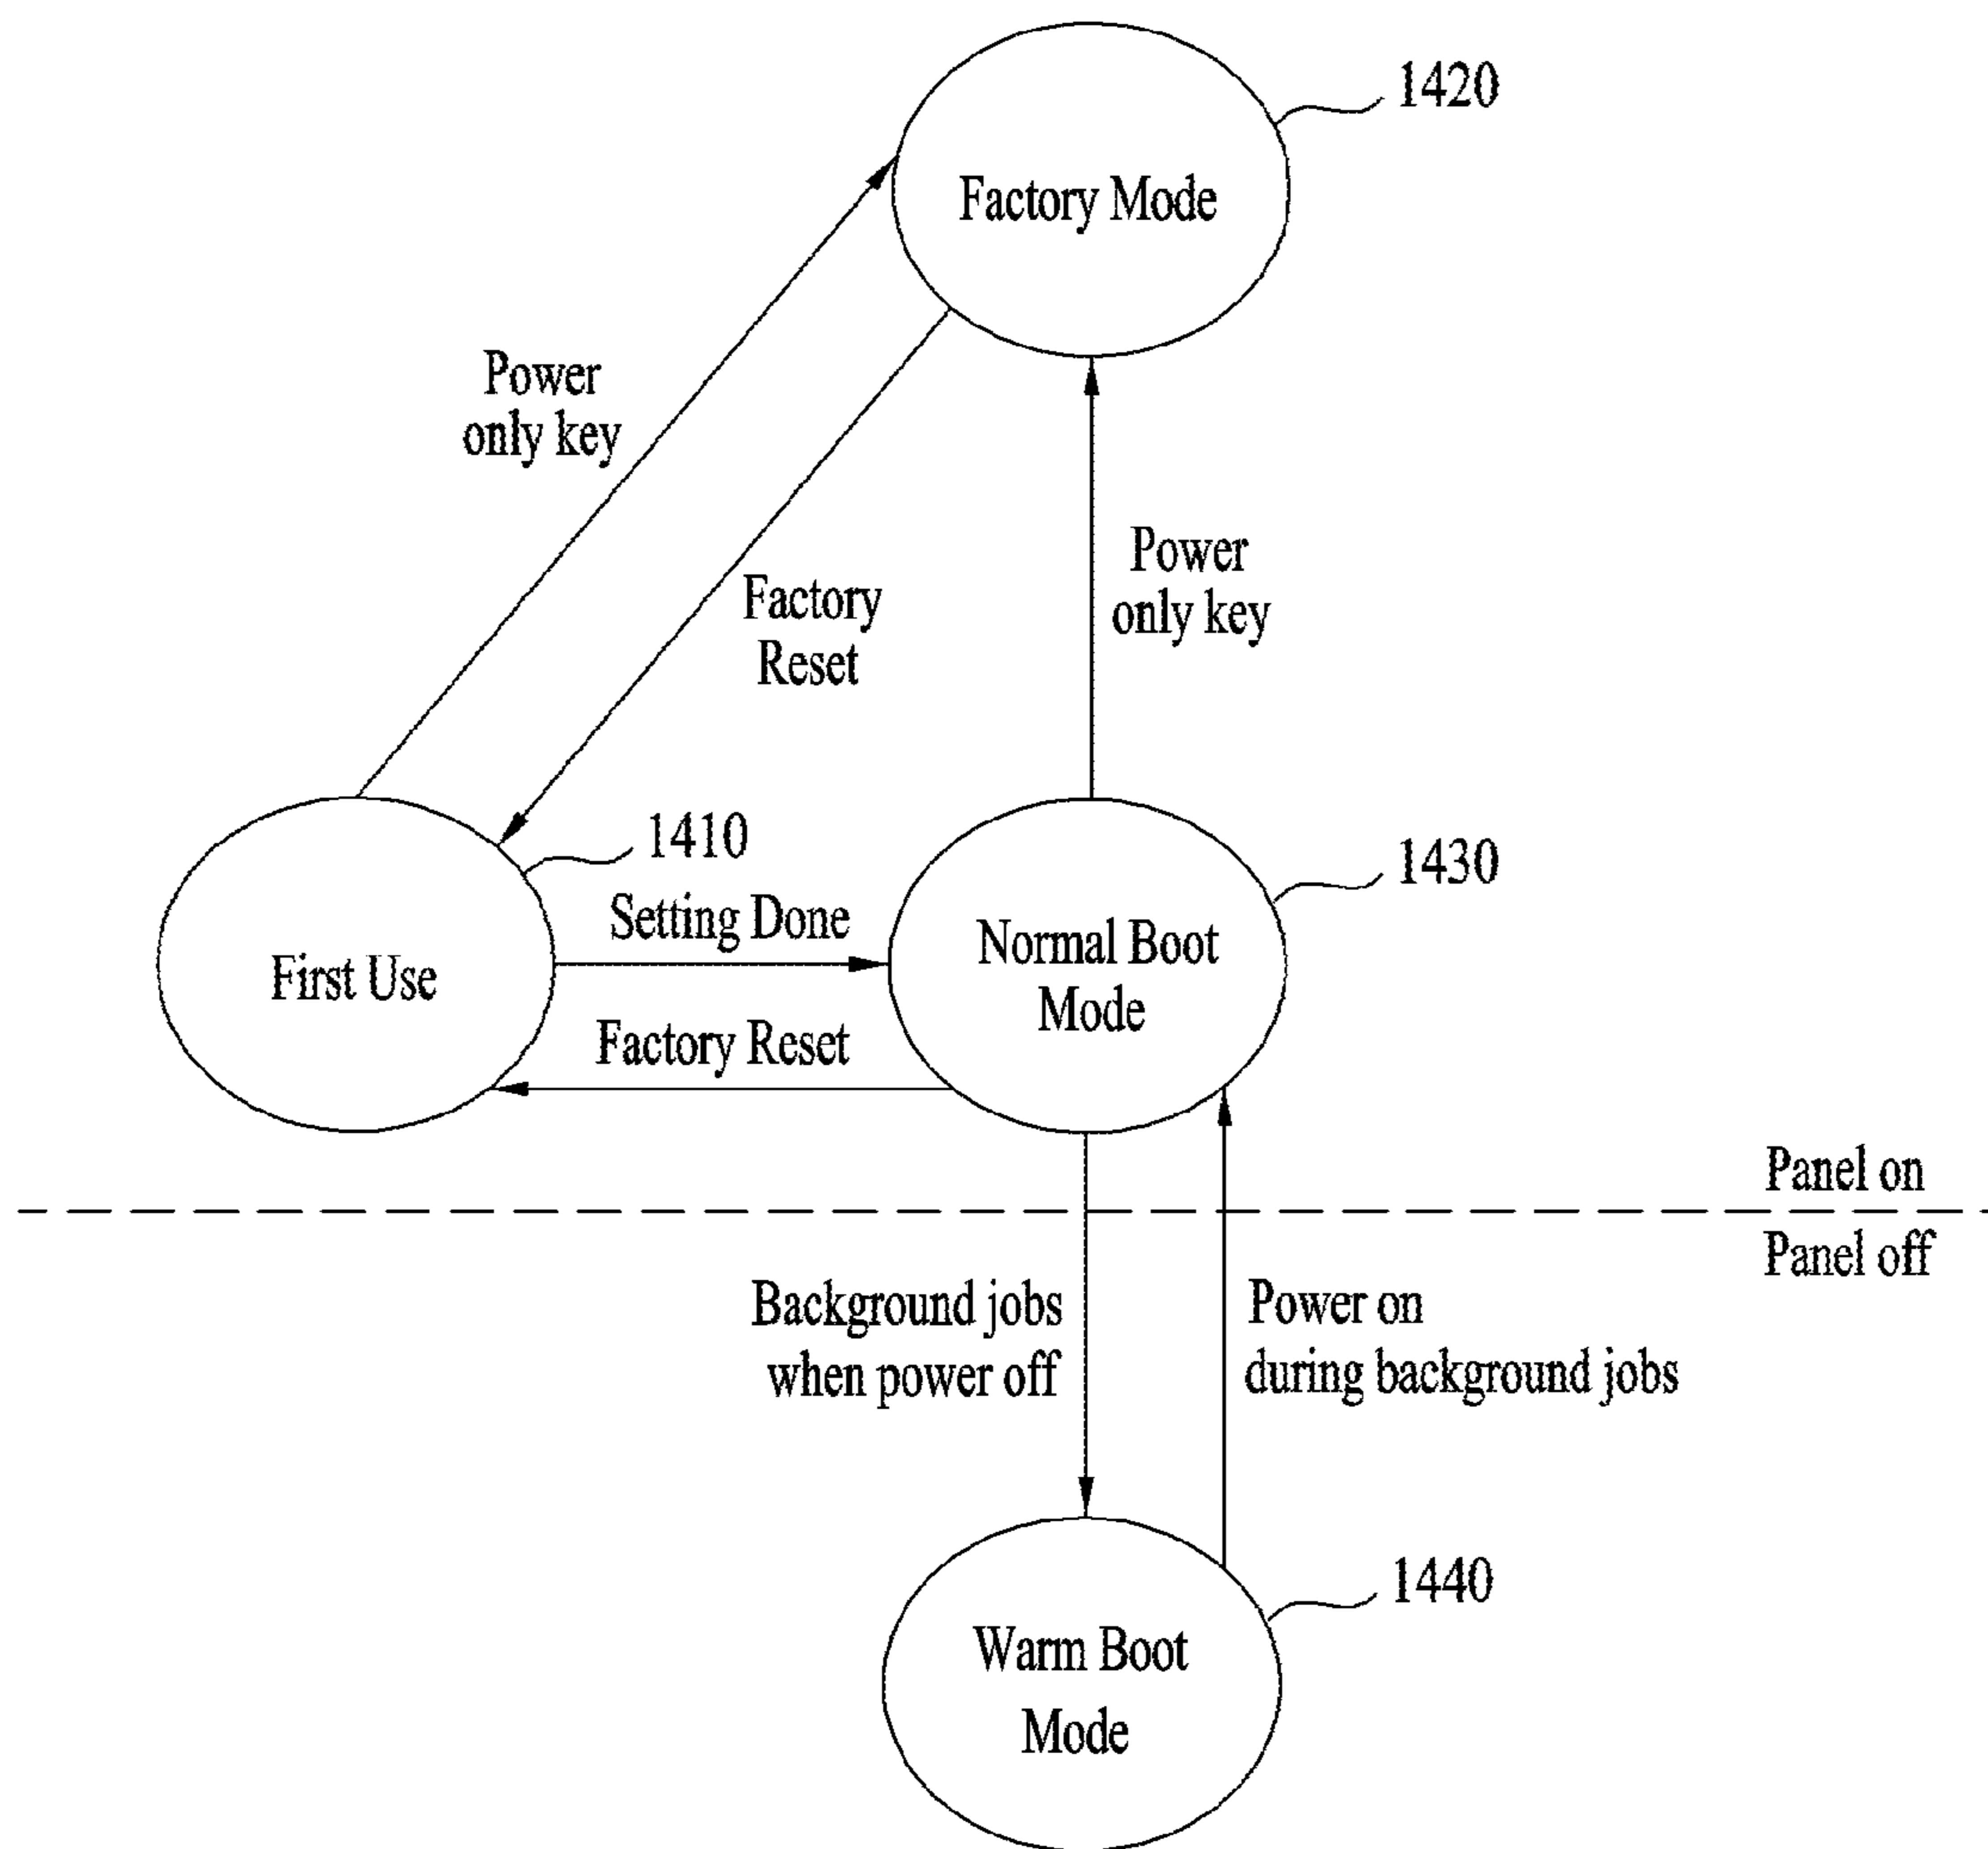 1420
Factory Mode
Power
only key
Power
only key
Factory
Reset
1410
1430
Setting Done
Normal Boot
Mode
First Use
Factory Reset
Panel on
Panel off
Background jobs
when power off
Power on
during background jobs
1440
Warm Boot
Mode